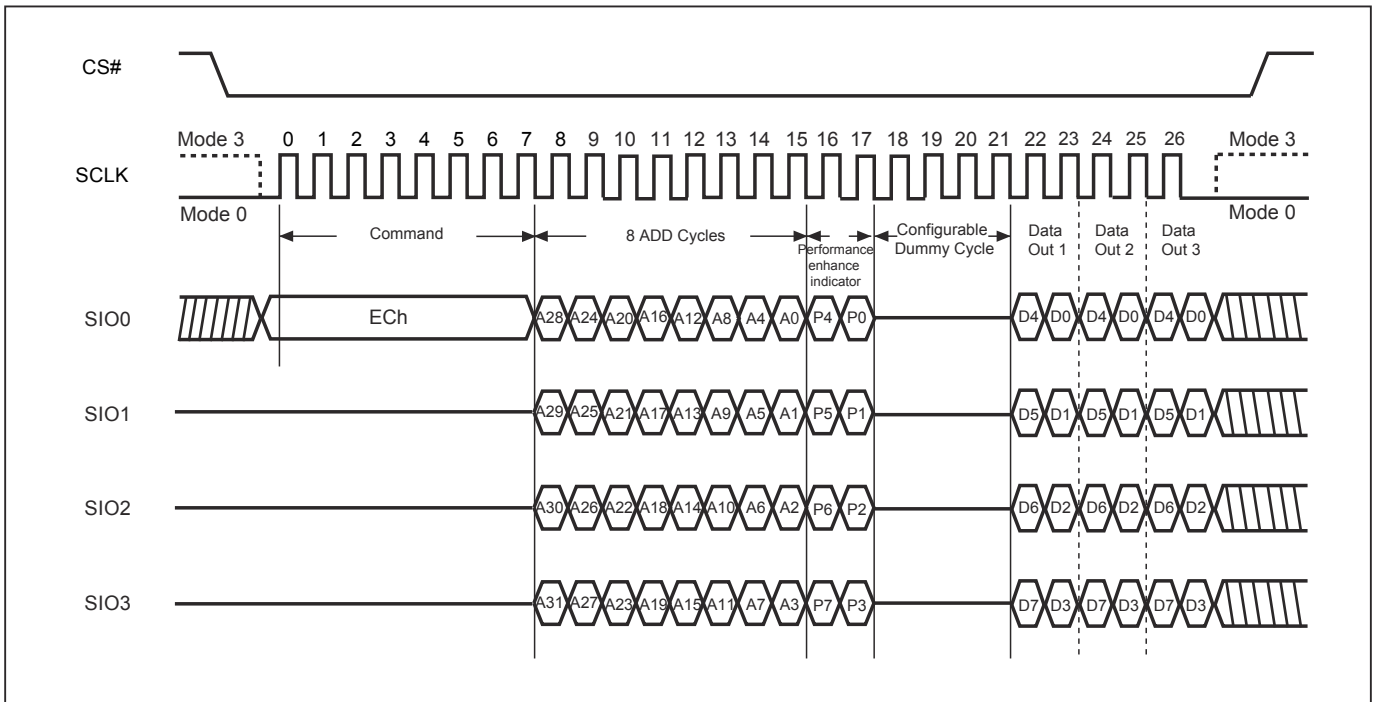 CS#
Mode 3 0 1 2 3 4 5 6 7 8 9 10 11 12 13 14 15 16 17 18 19 20 21 22 23 24 25 26 Mode 3
SCLK
Mode 0 Mode 0
Command 8 ADD Cycles Performance enhance indicator Configurable Dummy Cycle Data Out 1 Data Out 2 Data Out 3
SIO0 ECh A28 A24 A20 A16 A12 A8 A4 A0 P4 P0 D4 D0 D4 D0 D4 D0
SIO1 A29 A25 A21 A17 A13 A9 A5 A1 P5 P1 D5 D1 D5 D1 D5 D1
SIO2 A30 A26 A22 A18 A14 A10 A6 A2 P6 P2 D6 D2 D6 D2 D6 D2
SIO3 A31 A27 A23 A19 A15 A11 A7 A3 P7 P3 D7 D3 D7 D3 D7 D3